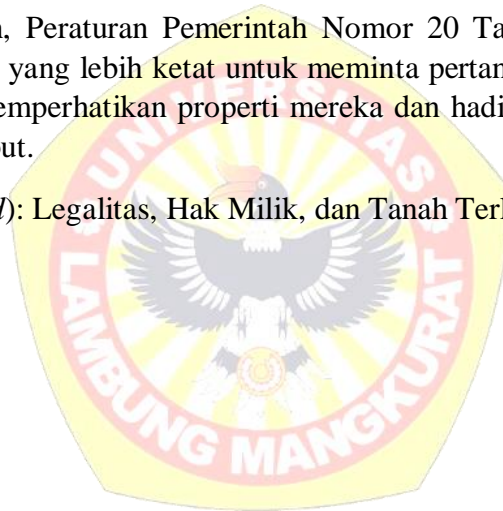 , Peraturan Pemerintah Nomor 20 Ta
yang lebih ketat untuk meminta pertan
emperhatikan properti mereka dan hadi
out.
): Legalitas, Hak Milik, dan Tanah Terl
UNIVERSITAS
LAMBUNG MANGKURAT